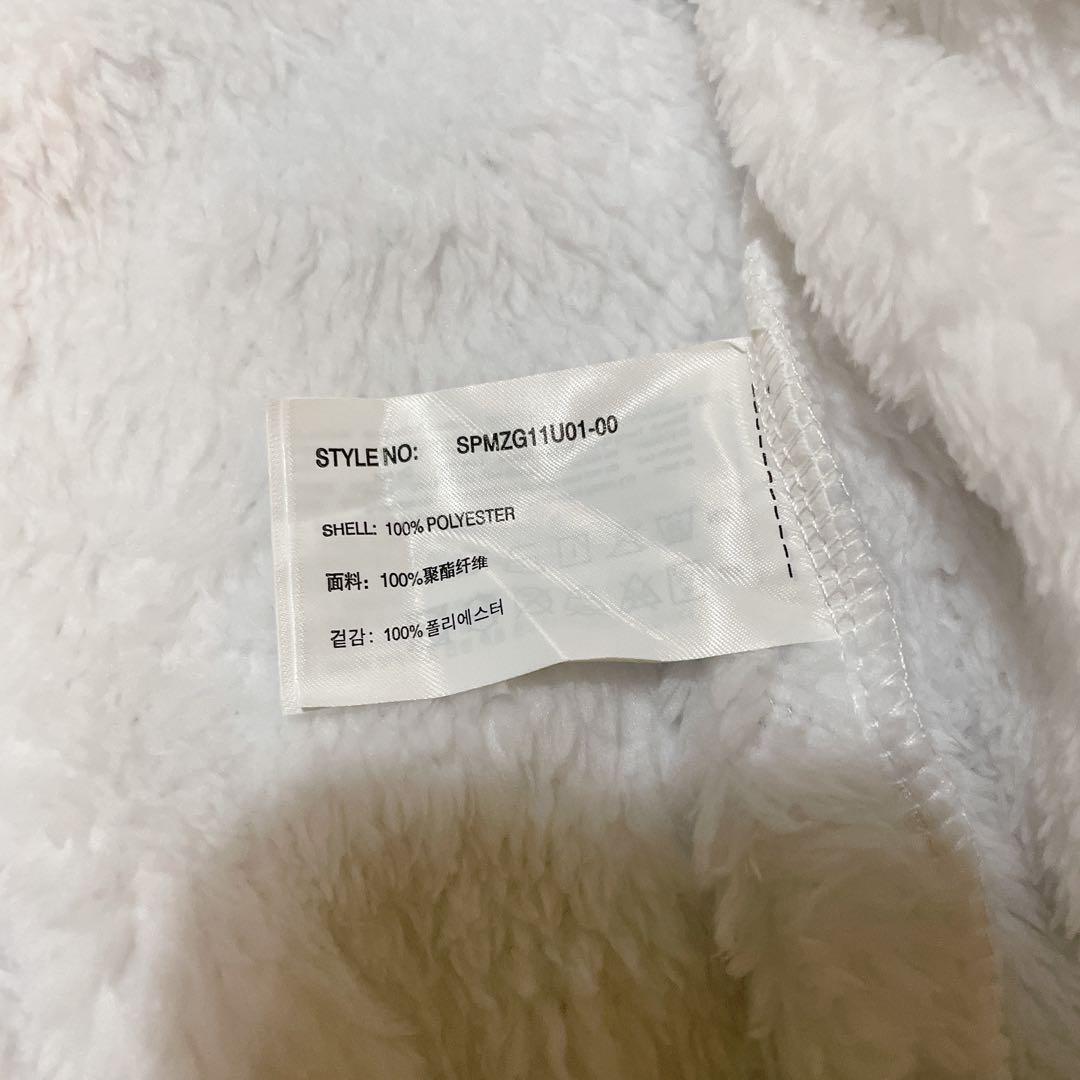 STYLE NO: SPMZG11U01-00
SHELL: 100% POLYESTER
面料: 100%聚酯纤维
겉감: 100%폴리에스터